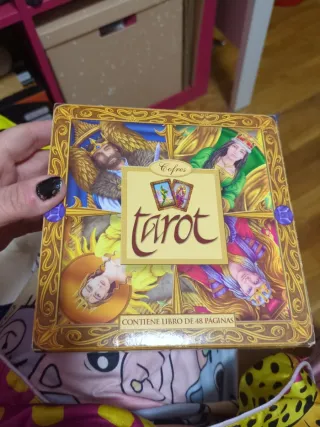 Cofres
tarot
CONTIENE LIBRO DE 48 PÁGINAS